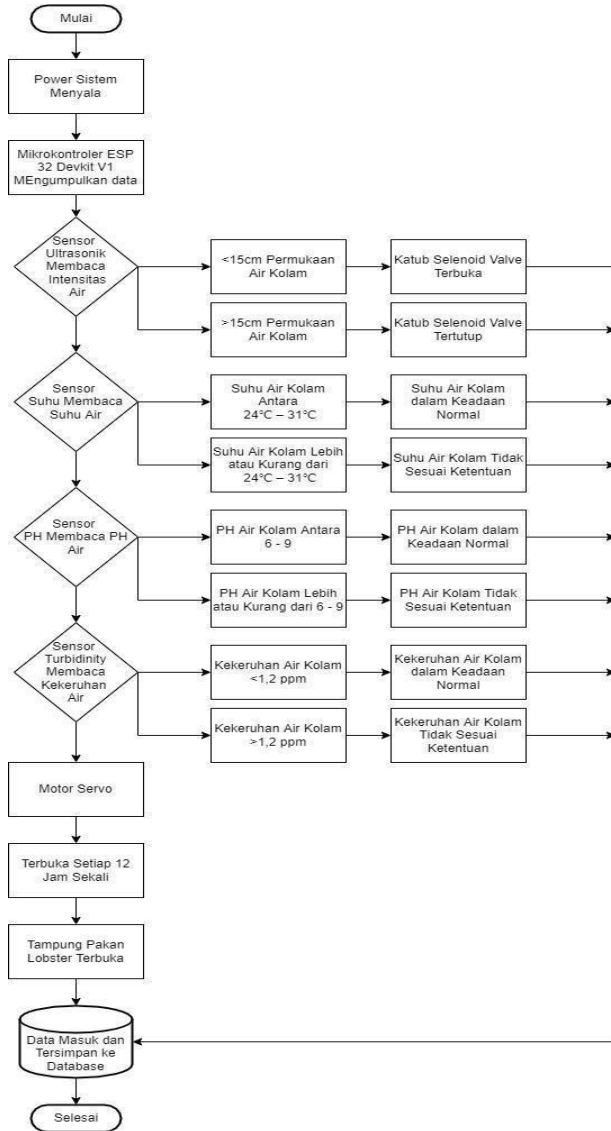 Mulai
Power Sistem
Menyala
Mikrokontroler ESP
32 Devkit V1
MEngumpulkan data
Sensor
Ultrasonik
Membaca
Intensitas
Air
<15cm Permukaan
Air Kolam
Katub Selenoid Valve
Terbuka
>15cm Permukaan
Air Kolam
Katub Selenoid Valve
Tertutup
Sensor
Suhu Membaca
Suhu Air
Suhu Air Kolam
Antara
24°C – 31°C
Suhu Air Kolam
dalam Keadaan
Normal
Suhu Air Kolam Lebih
atau Kurang dari
24°C – 31°C
Suhu Air Kolam Tidak
Sesuai Ketentuan
Sensor
PH Membaca PH
Air
PH Air Kolam Antara
6 - 9
PH Air Kolam dalam
Keadaan Normal
PH Air Kolam Lebih
atau Kurang dari 6 - 9
PH Air Kolam Tidak
Sesuai Ketentuan
Sensor
Turbidinity
Membaca
Kekeruhan
Air
Kekeruhan Air Kolam
<1,2 ppm
Kekeruhan Air Kolam
dalam Keadaan
Normal
Kekeruhan Air Kolam
>1,2 ppm
Kekeruhan Air Kolam
Tidak Sesuai
Ketentuan
Motor Servo
Terbuka Setiap 12
Jam Sekali
Tampung Pakan
Lobster Terbuka
Data Masuk dan
Tersimpan ke
Database
Selesai